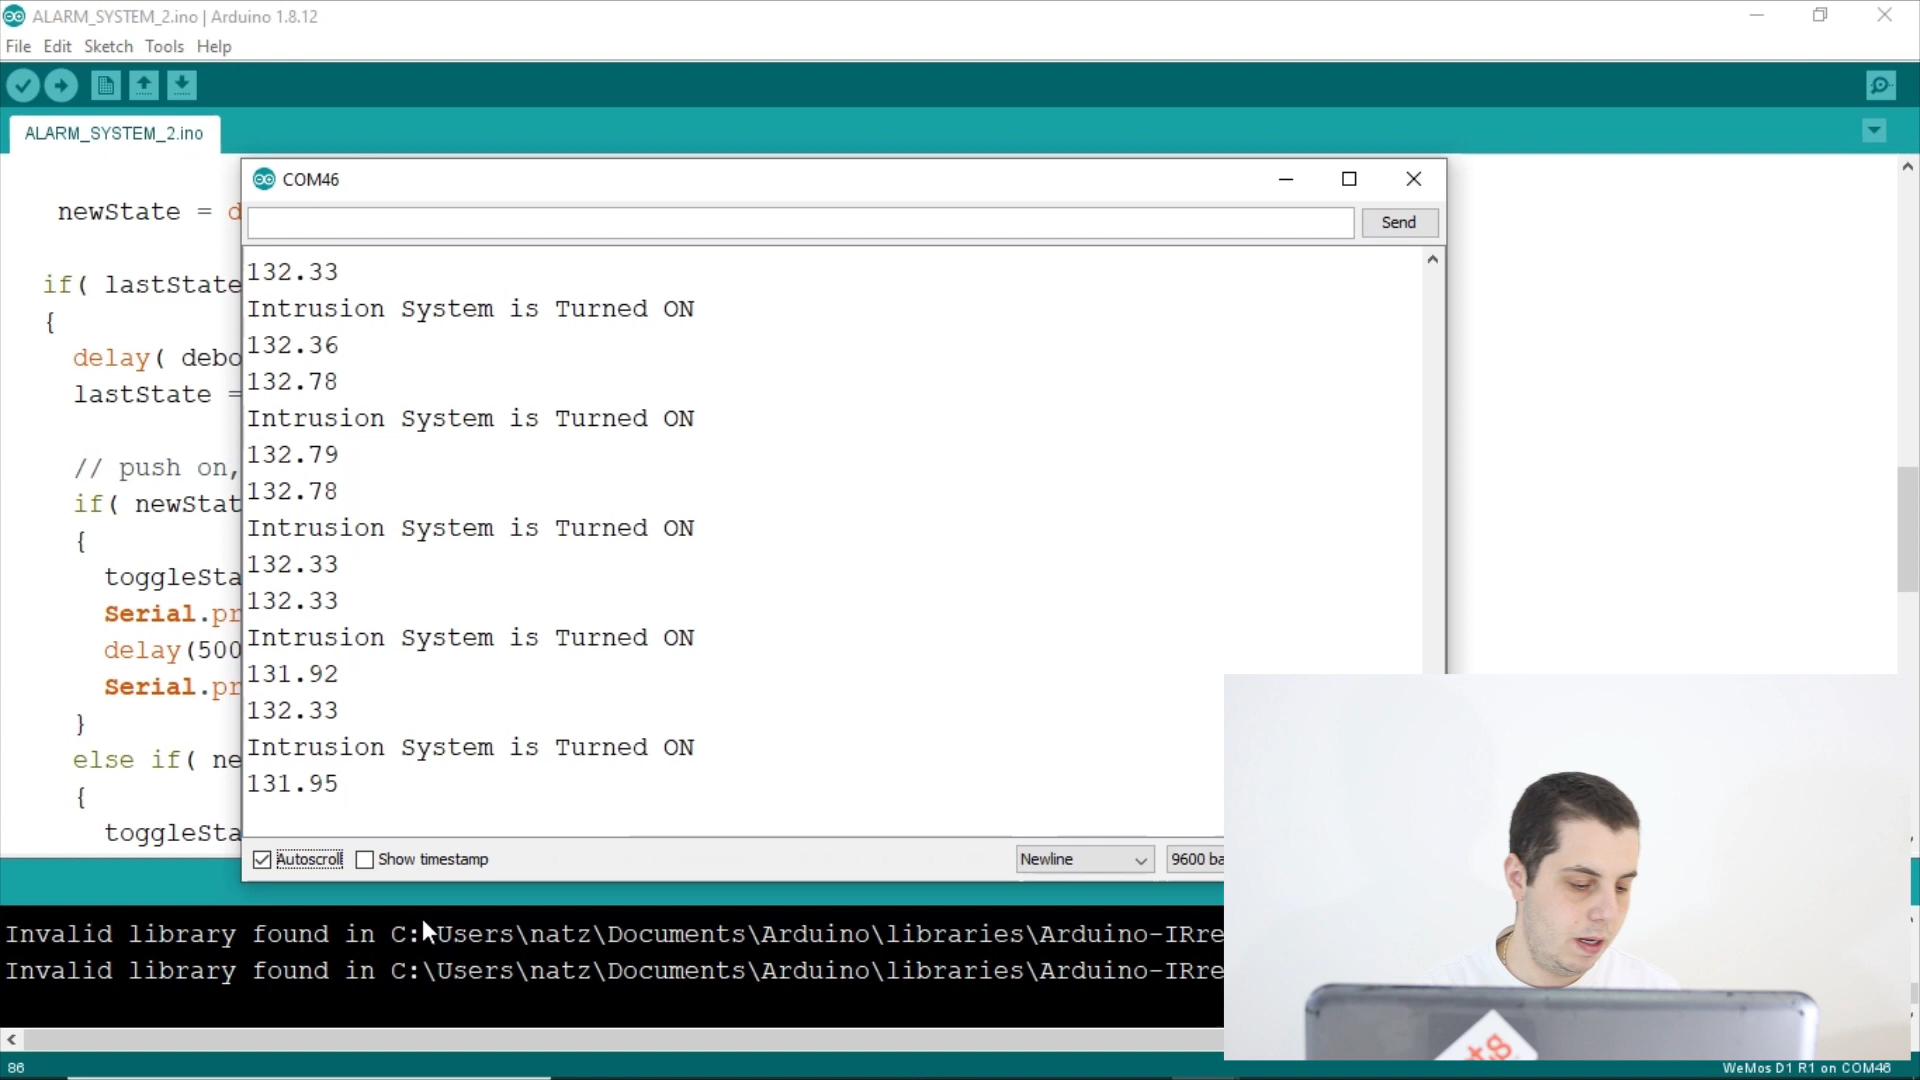 ALARM_SYSTEM_2.ino | Arduino 1.8.12
File Edit Sketch Tools Help
ALARM_SYSTEM_2.ino
newState = d
if( lastState
{
delay( debo
lastState =
// push on,
if( newStat
{
toggleSta
Serial.pr
delay(500
Serial.pr
}
else if( ne
{
toggleSta
COM46
Send
132.33
Intrusion System is Turned ON
132.36
132.78
Intrusion System is Turned ON
132.79
132.78
Intrusion System is Turned ON
132.33
132.33
Intrusion System is Turned ON
131.92
132.33
Intrusion System is Turned ON
131.95
Autoscroll Show timestamp Newline 9600 ba
Invalid library found in C:\Users\natz\Documents\Arduino\libraries\Arduino-IRre
Invalid library found in C:\Users\natz\Documents\Arduino\libraries\Arduino-IRre
86 WeMos D1 R1 on COM46